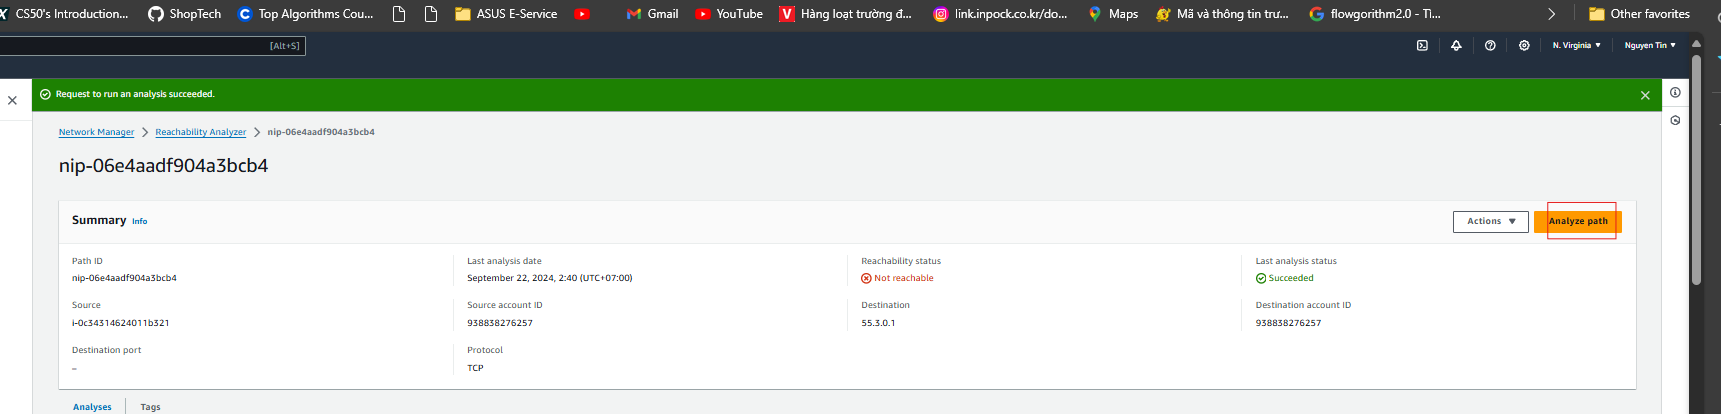 CS50's Introduction... ShopTech Top Algorithms Cou... ASUS E-Service Gmail YouTube Hàng loạt trường đ... link.inpock.co.kr/do... Maps Mã và thông tin trư... flowgorithm2.0 - Tì... Other favorites
[Alt+S] N. Virginia Nguyen Tin
Request to run an analysis succeeded.
Network Manager Reachability Analyzer nip-06e4aadf904a3bcb4
nip-06e4aadf904a3bcb4
Summary Info Actions Analyze path
Path ID Last analysis date Reachability status Last analysis status
nip-06e4aadf904a3bcb4 September 22, 2024, 2:40 (UTC+07:00) Not reachable Succeeded
Source Source account ID Destination Destination account ID
i-0c34314624011b321 938838276257 55.3.0.1 938838276257
Destination port Protocol
– TCP
Analyses Tags